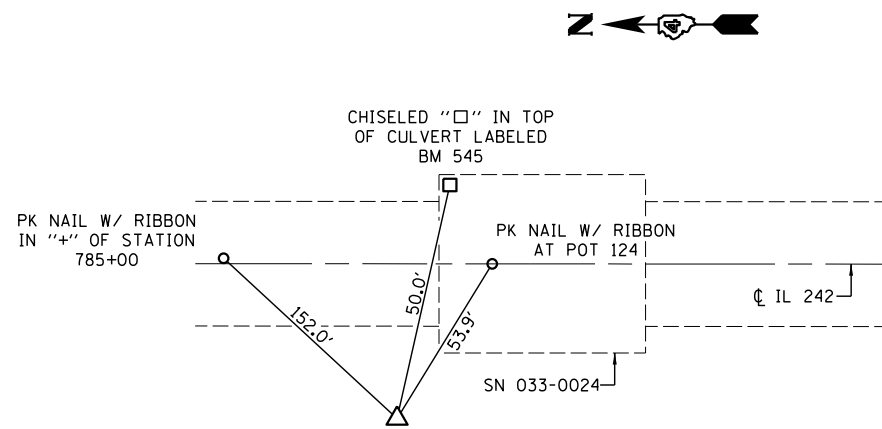 N
CHISELED "□" IN TOP
OF CULVERT LABELED
BM 545
PK NAIL W/ RIBBON
IN "+" OF STATION
785+00
PK NAIL W/ RIBBON
AT POT 124
℄ IL 242
152.0'
50.0'
53.9'
SN 033-0024